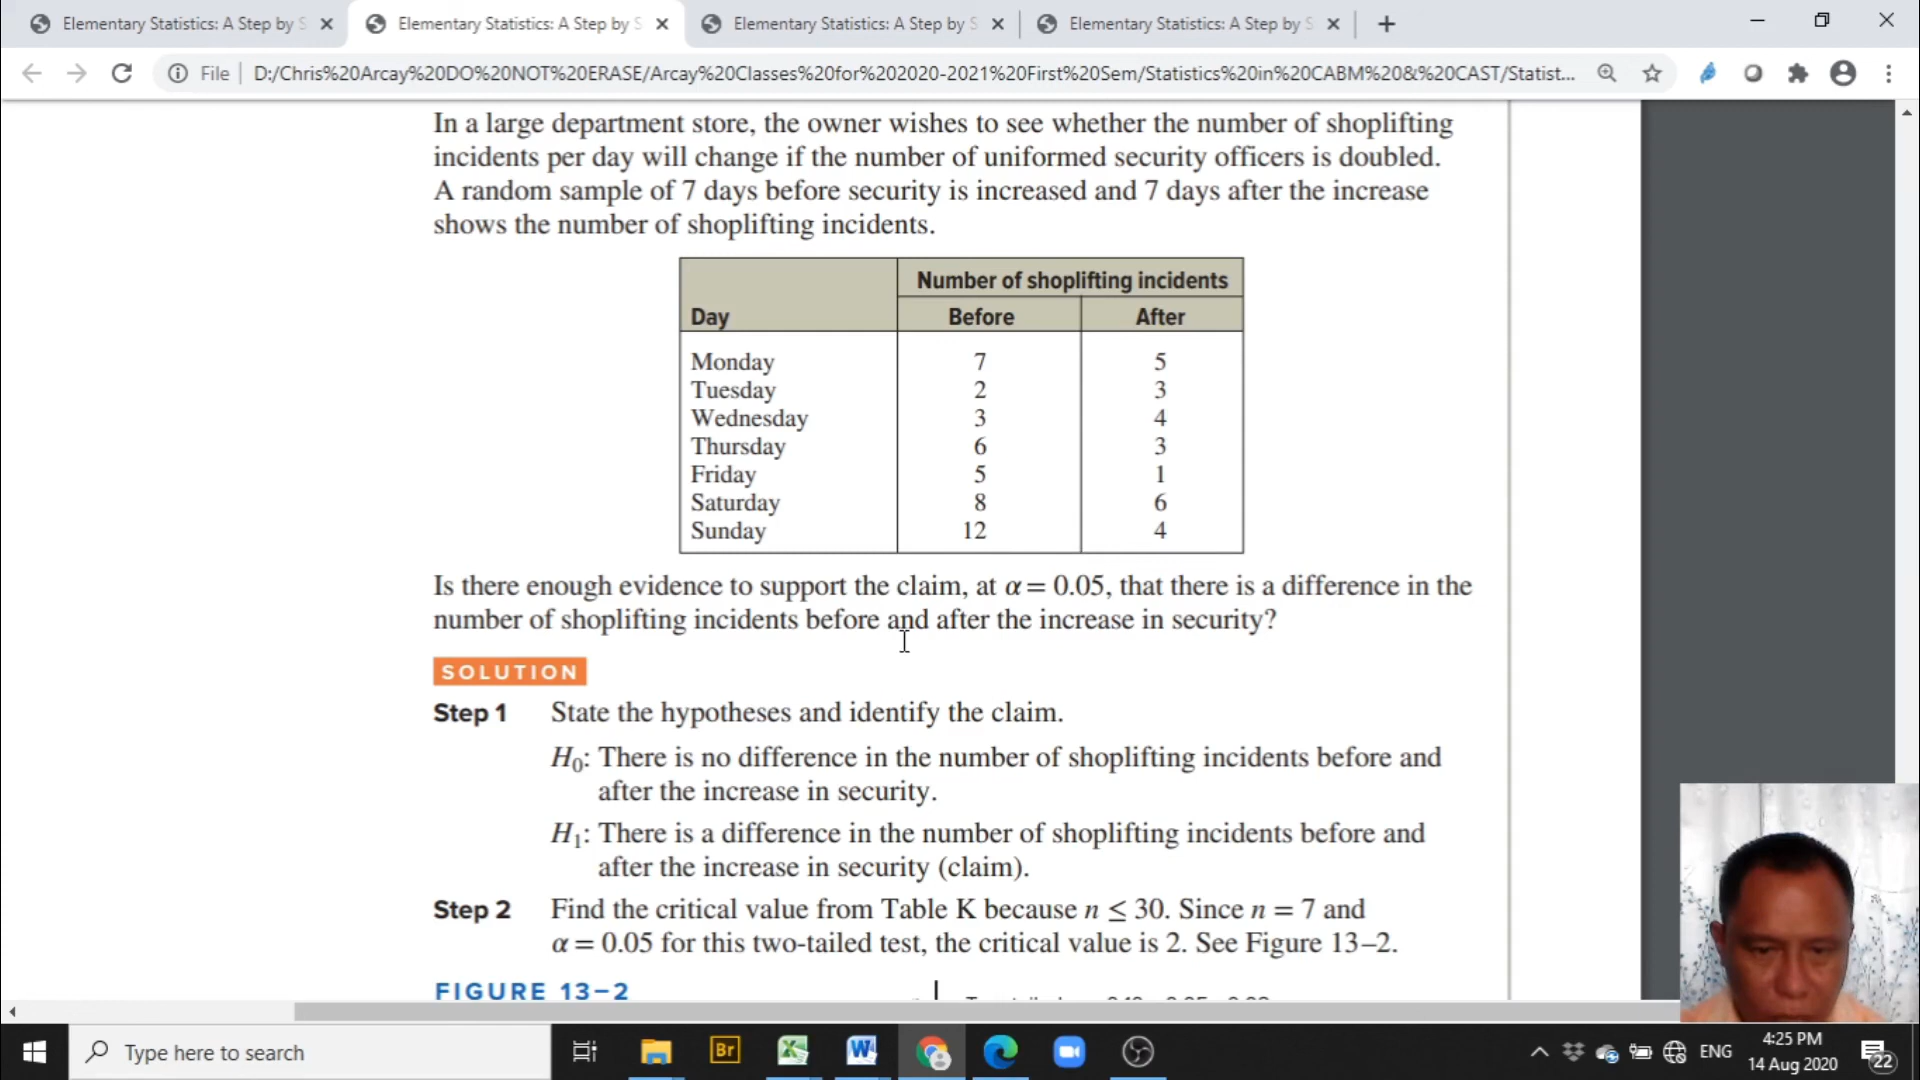 Elementary Statistics: A Step by S
Elementary Statistics: A Step by S
Elementary Statistics: A Step by S
Elementary Statistics: A Step by S
File
D:/Chris%20Arcay%20DO%20NOT%20ERASE/Arcay%20Classes%20for%202020-2021%20First%20Sem/Statistics%20in%20CABM%20&%20CAST/Statist...
In a large department store, the owner wishes to see whether the number of shoplifting
incidents per day will change if the number of uniformed security officers is doubled.
A random sample of 7 days before security is increased and 7 days after the increase
shows the number of shoplifting incidents.
Number of shoplifting incidents
Day Before After
Monday 7 5
Tuesday 2 3
Wednesday 3 4
Thursday 6 3
Friday 5 1
Saturday 8 6
Sunday 12 4
Is there enough evidence to support the claim, at α = 0.05, that there is a difference in the
number of shoplifting incidents before and after the increase in security?
SOLUTION
Step 1 State the hypotheses and identify the claim.
H₀: There is no difference in the number of shoplifting incidents before and
after the increase in security.
H₁: There is a difference in the number of shoplifting incidents before and
after the increase in security (claim).
Step 2 Find the critical value from Table K because n ≤ 30. Since n = 7 and
α = 0.05 for this two-tailed test, the critical value is 2. See Figure 13–2.
FIGURE 13–2
Type here to search
Br
ENG
4:25 PM
14 Aug 2020
22